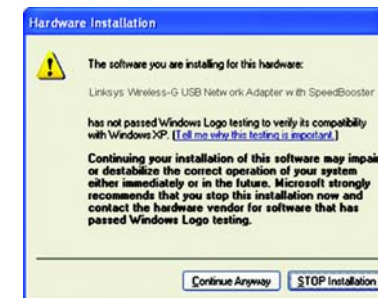 Hardware Installation
The software you are installing for this hardware:
Linksys Wireless-G USB Network Adapter with SpeedBooster
has not passed Windows Logo testing to verify its compatibility
with Windows XP. (Tell me why this testing is important.)
Continuing your installation of this software may impair
or destabilize the correct operation of your system
either immediately or in the future. Microsoft strongly
recommends that you stop this installation now and
contact the hardware vendor for software that has
passed Windows Logo testing.
Continue Anyway STOP Installation